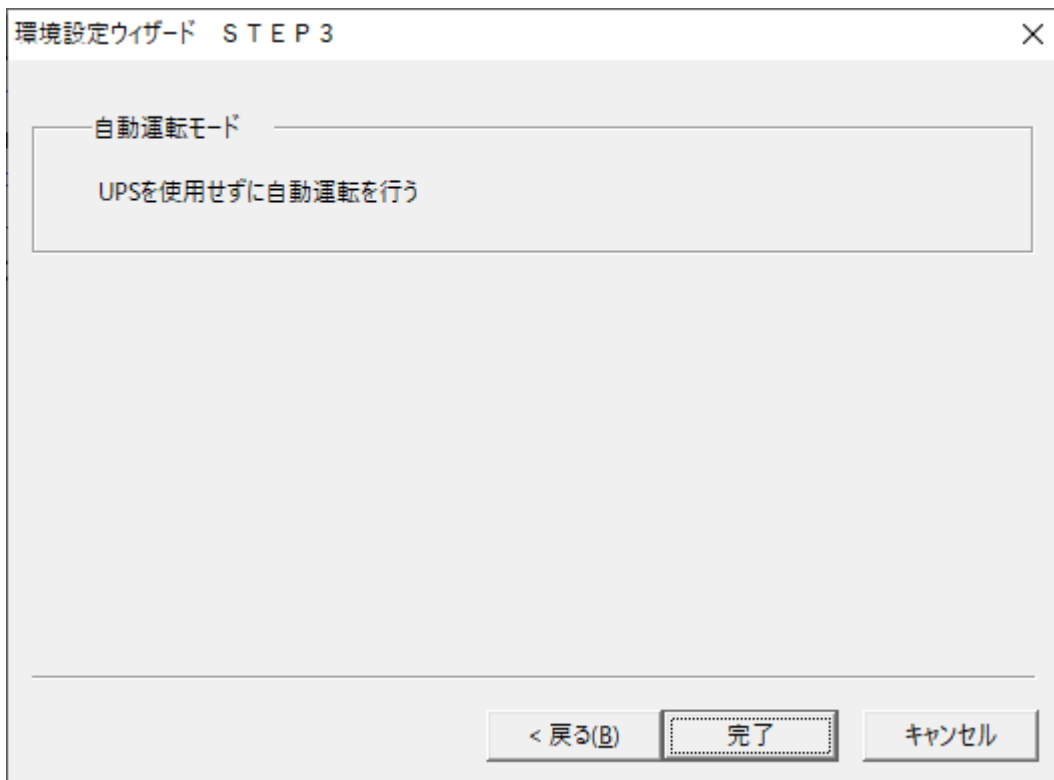 環境設定ウィザード　ＳＴＥＰ３
自動運転モード
UPSを使用せずに自動運転を行う
< 戻る(B)
完了
キャンセル